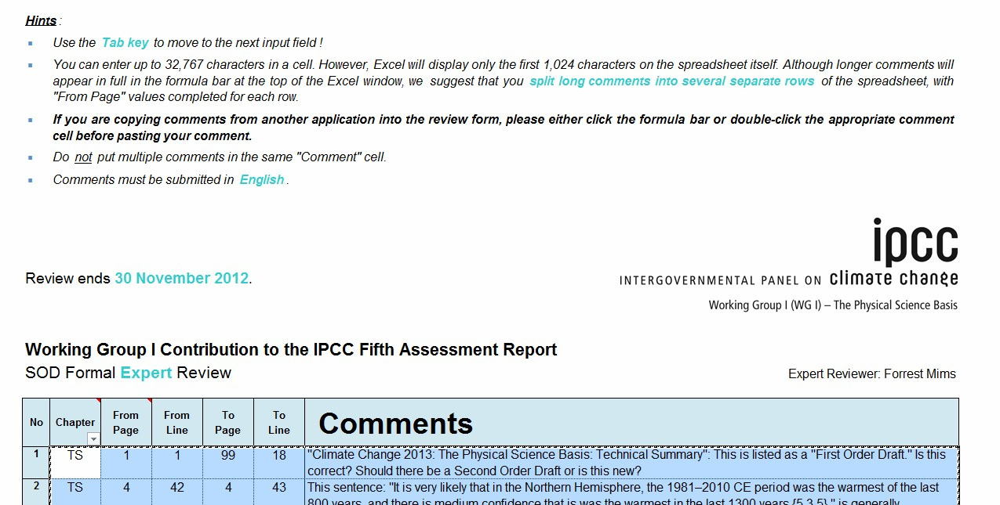 Hints:
Use the Tab key to move to the next input field !
You can enter up to 32,767 characters in a cell. However, Excel will display only the first 1,024 characters on the spreadsheet itself. Although longer comments will
appear in full in the formula bar at the top of the Excel window, we suggest that you split long comments into several separate rows of the spreadsheet, with
"From Page" values completed for each row.
If you are copying comments from another application into the review form, please either click the formula bar or double-click the appropriate comment
cell before pasting your comment.
Do not put multiple comments in the same "Comment" cell.
Comments must be submitted in English.
ipcc
Review ends 30 November 2012.
INTERGOVERNMENTAL PANEL ON climate change
Working Group I (WG I) – The Physical Science Basis
Working Group I Contribution to the IPCC Fifth Assessment Report
SOD Formal Expert Review
Expert Reviewer: Forrest Mims
No Chapter From Page From Line To Page To Line Comments
1 TS 1 1 99 18 "Climate Change 2013: The Physical Science Basis: Technical Summary": This is listed as a "First Order Draft." Is this
correct? Should there be a Second Order Draft or is this new?
2 TS 4 42 4 43 This sentence: "It is very likely that in the Northern Hemisphere, the 1981–2010 CE period was the warmest of the last
800 years, and there is medium confidence that is was the warmest in the last 1300 years {5.3.5}." is generally